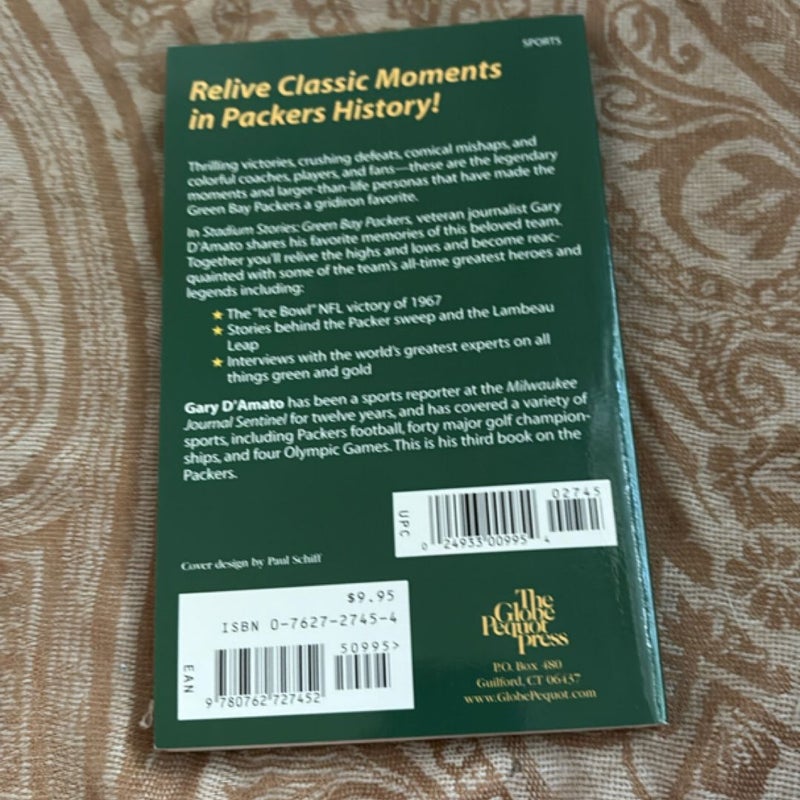 SPORTS
Relive Classic Moments
in Packers History!
Thrilling victories, crushing defeats, comical mishaps, and
colorful coaches, players, and fans—these are the legendary
moments and larger-than-life personas that have made the
Green Bay Packers a gridiron favorite.
In Stadium Stories: Green Bay Packers, veteran journalist Gary
D'Amato shares his favorite memories of this beloved team.
Together you'll relive the highs and lows and become reac-
quainted with some of the team's all-time greatest heroes and
legends including:
★ The "Ice Bowl" NFL victory of 1967
★ Stories behind the Packer sweep and the Lambeau
Leap
★ Interviews with the world's greatest experts on all
things green and gold
Gary D'Amato has been a sports reporter at the Milwaukee
Journal Sentinel for twelve years, and has covered a variety of
sports, including Packers football, forty major golf champion-
ships, and four Olympic Games. This is his third book on the
Packers.
02745
UPC
0 24933 00995 4
Cover design by Paul Schiff
$9.95
ISBN 0-7627-2745-4
50995>
EAN
9 780762 727452
The
Globe
Pequot
Press
P.O. Box 480
Guilford, CT 06437
www.GlobePequot.com